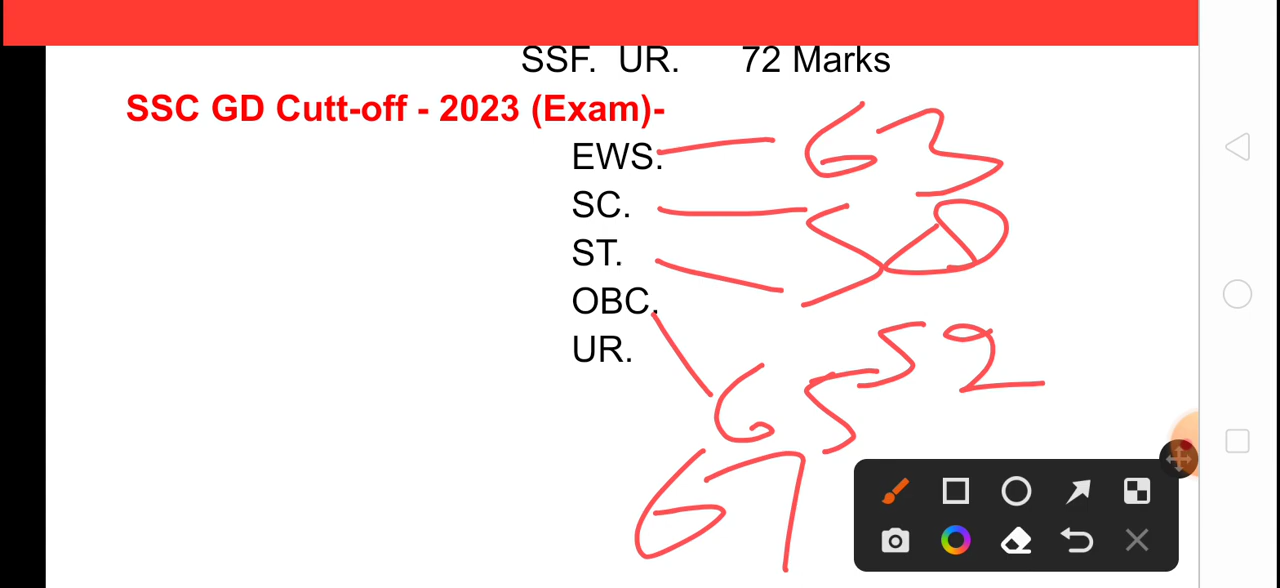 SSF. UR. 72 Marks
SSC GD Cutt-off - 2023 (Exam)-
EWS. 63
SC. 58
ST.
OBC.
UR.
52
65
67